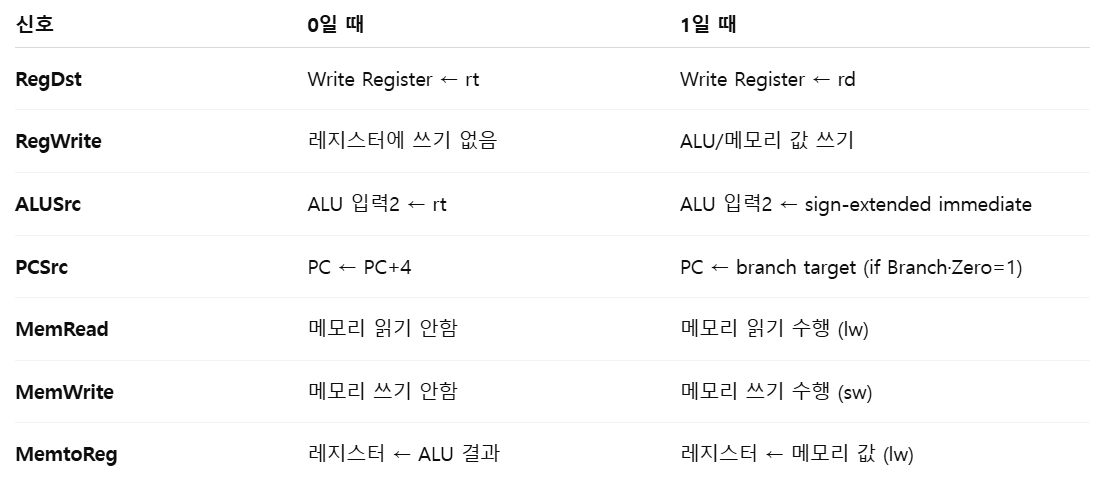 신호 0일 때 1일 때
RegDst Write Register ← rt Write Register ← rd
RegWrite 레지스터에 쓰기 없음 ALU/메모리 값 쓰기
ALUSrc ALU 입력2 ← rt ALU 입력2 ← sign-extended immediate
PCSrc PC ← PC+4 PC ← branch target (if Branch·Zero=1)
MemRead 메모리 읽기 안함 메모리 읽기 수행 (lw)
MemWrite 메모리 쓰기 안함 메모리 쓰기 수행 (sw)
MemtoReg 레지스터 ← ALU 결과 레지스터 ← 메모리 값 (lw)